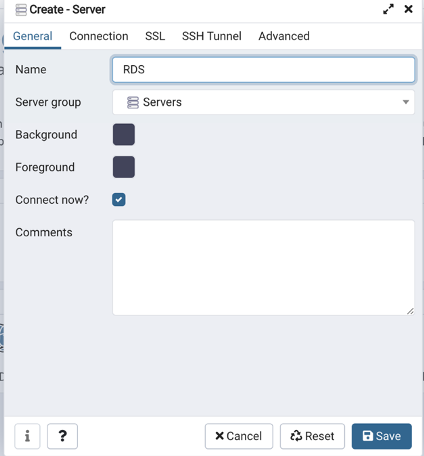 Create - Server
General Connection SSL SSH Tunnel Advanced
Name RDS
Server group Servers
Background
Foreground
Connect now?
Comments
i ? Cancel Reset Save